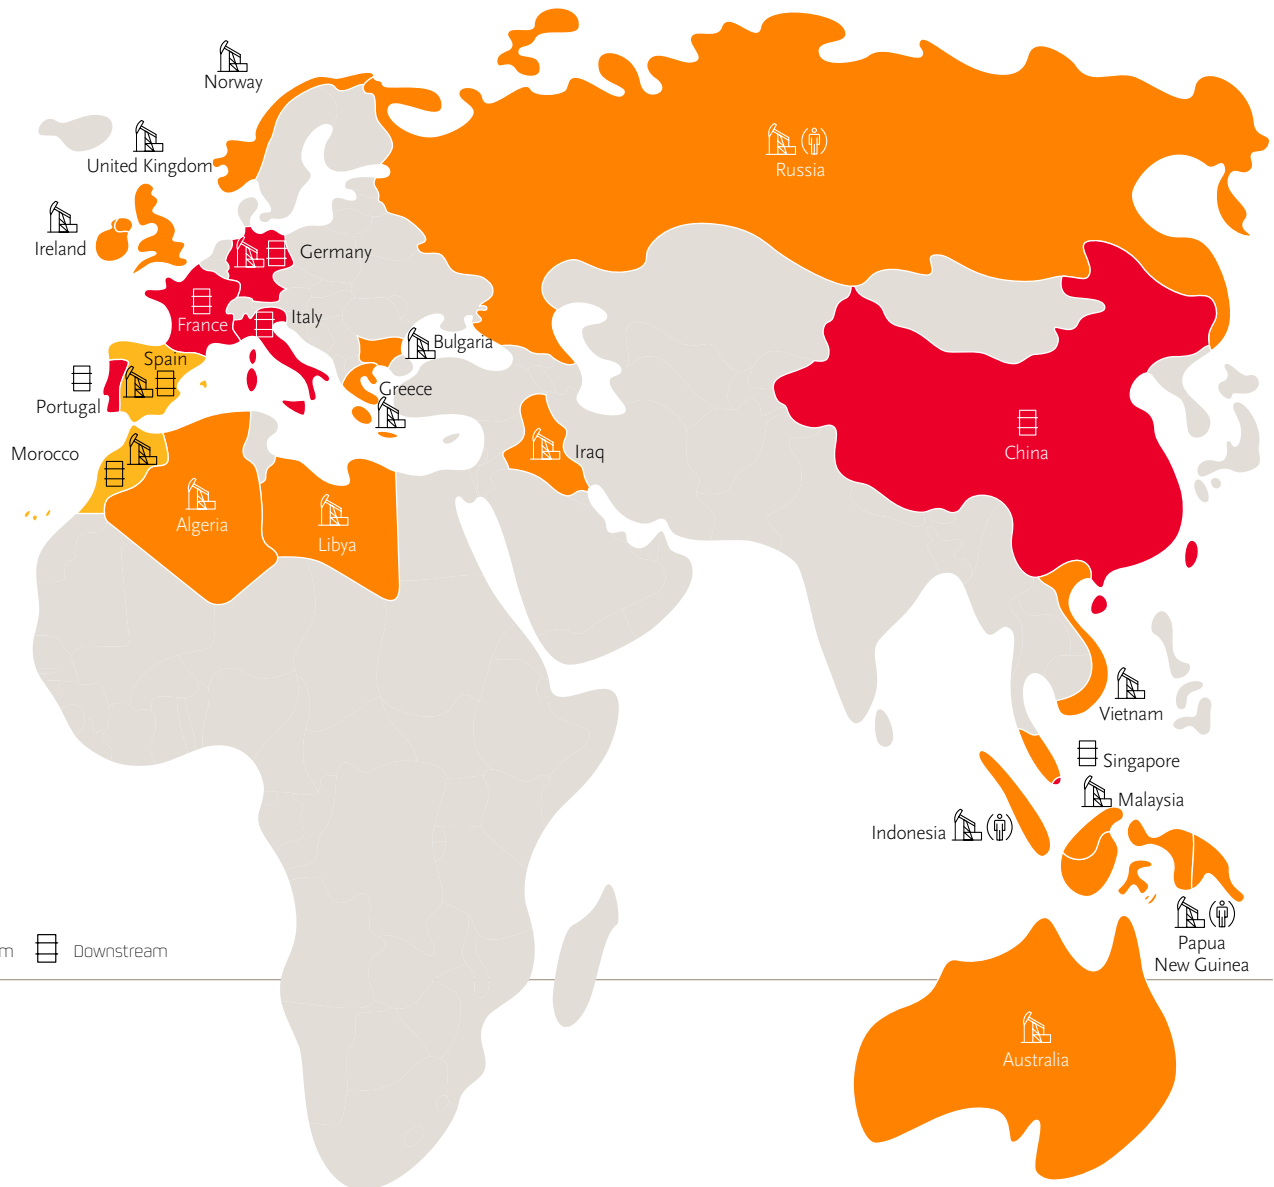 Norway
United Kingdom
Russia
Ireland
Germany
Italy
France
Bulgaria
Spain
Greece
Portugal
Morocco
Iraq
China
Algeria
Libya
Vietnam
Singapore
Malaysia
Indonesia
Papua
New Guinea
m Downstream
Australia